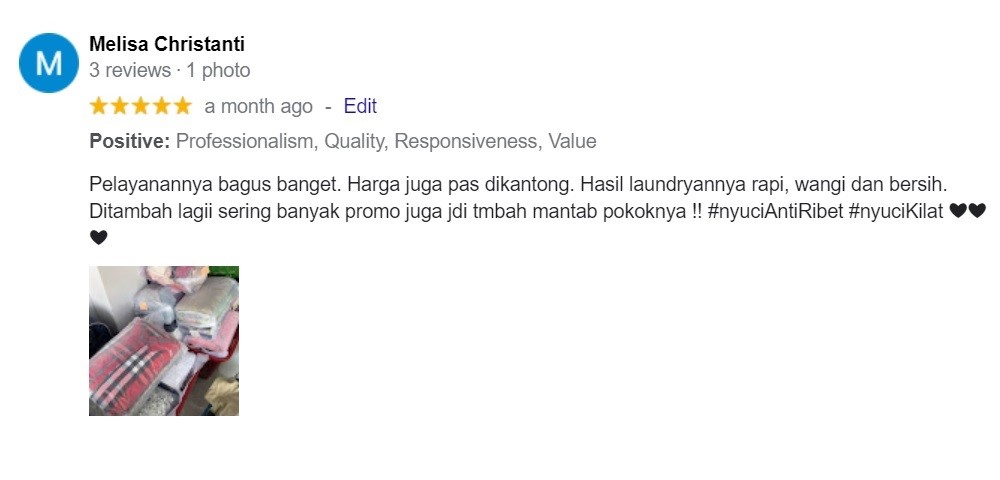 M
Melisa Christanti
3 reviews · 1 photo
a month ago - Edit
Positive: Professionalism, Quality, Responsiveness, Value
Pelayanannya bagus banget. Harga juga pas dikantong. Hasil laundryannya rapi, wangi dan bersih.
Ditambah lagii sering banyak promo juga jdi tmbah mantab pokoknya !! #nyuciAntiRibet #nyuciKilat 🖤🖤
🖤